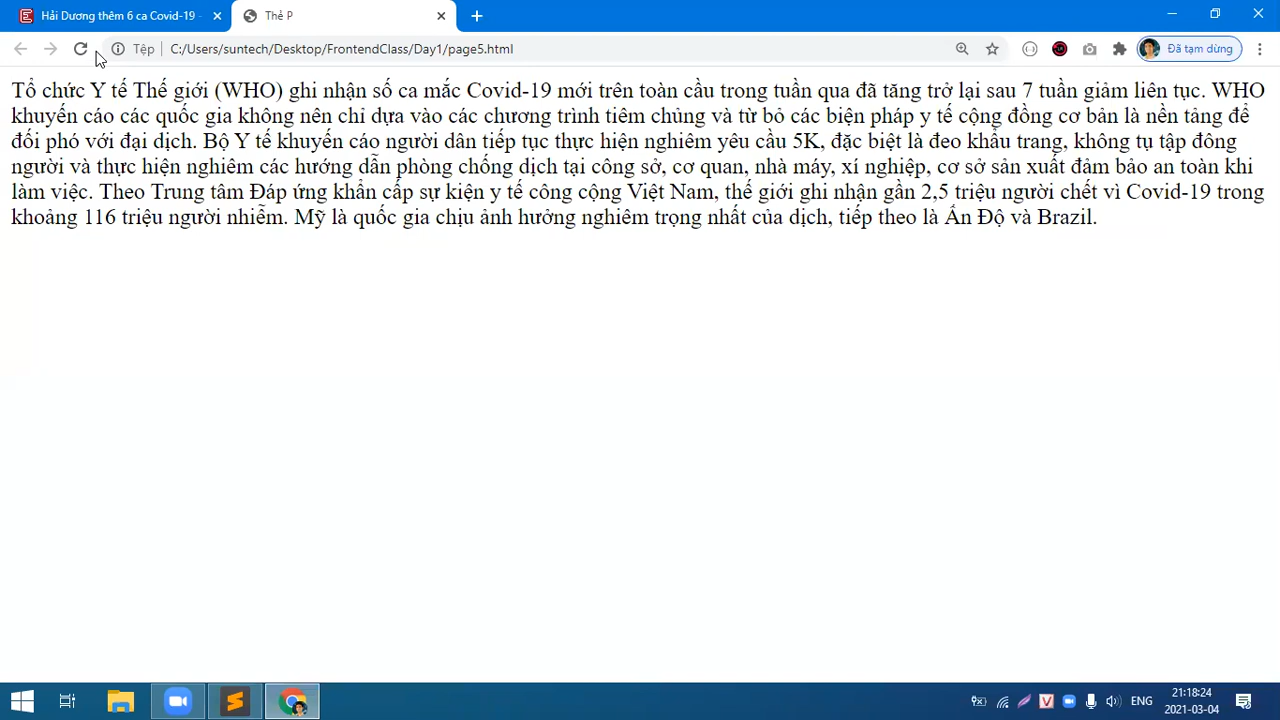 Hải Dương thêm 6 ca Covid-19 -
Thẻ P
Tệp
C:/Users/suntech/Desktop/FrontendClass/Day1/page5.html
Đã tạm dừng
Tổ chức Y tế Thế giới (WHO) ghi nhận số ca mắc Covid-19 mới trên toàn cầu trong tuần qua đã tăng trở lại sau 7 tuần giảm liên tục. WHO
khuyến cáo các quốc gia không nên chỉ dựa vào các chương trình tiêm chủng và từ bỏ các biện pháp y tế cộng đồng cơ bản là nền tảng để
đối phó với đại dịch. Bộ Y tế khuyến cáo người dân tiếp tục thực hiện nghiêm yêu cầu 5K, đặc biệt là đeo khẩu trang, không tụ tập đông
người và thực hiện nghiêm các hướng dẫn phòng chống dịch tại công sở, cơ quan, nhà máy, xí nghiệp, cơ sở sản xuất đảm bảo an toàn khi
làm việc. Theo Trung tâm Đáp ứng khẩn cấp sự kiện y tế công cộng Việt Nam, thế giới ghi nhận gần 2,5 triệu người chết vì Covid-19 trong
khoảng 116 triệu người nhiễm. Mỹ là quốc gia chịu ảnh hưởng nghiêm trọng nhất của dịch, tiếp theo là Ấn Độ và Brazil.
ENG
21:18:24
2021-03-04